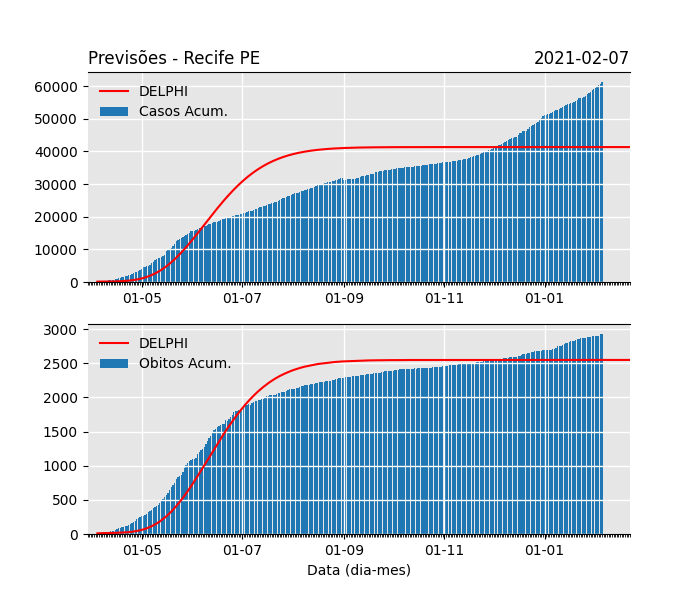 Previsões - Recife PE 2021-02-07
60000
50000
40000
30000
20000
10000
0
DELPHI
Casos Acum.
01-05 01-07 01-09 01-11 01-01
3000
2500
2000
1500
1000
500
0
DELPHI
Obitos Acum.
01-05 01-07 01-09 01-11 01-01
Data (dia-mes)